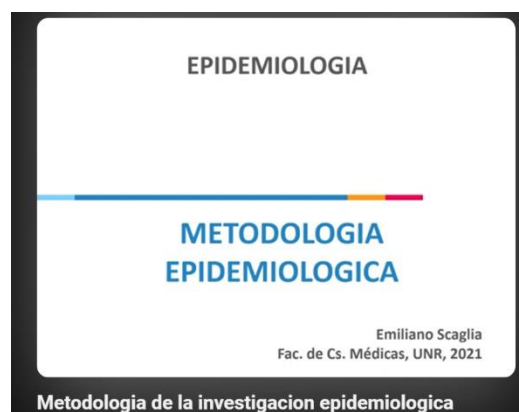 EPIDEMIOLOGIA
METODOLOGIA
EPIDEMIOLOGICA
Emiliano Scaglia
Fac. de Cs. Médicas, UNR, 2021
Metodologia de la investigacion epidemiologica